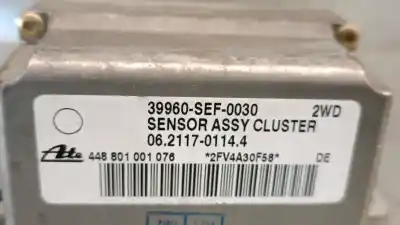 39960-SEF-0030 2WD
SENSOR ASSY CLUSTER
06.2117-0114.4
Ate 448 801 001 076 *2FV4A30F58* DE